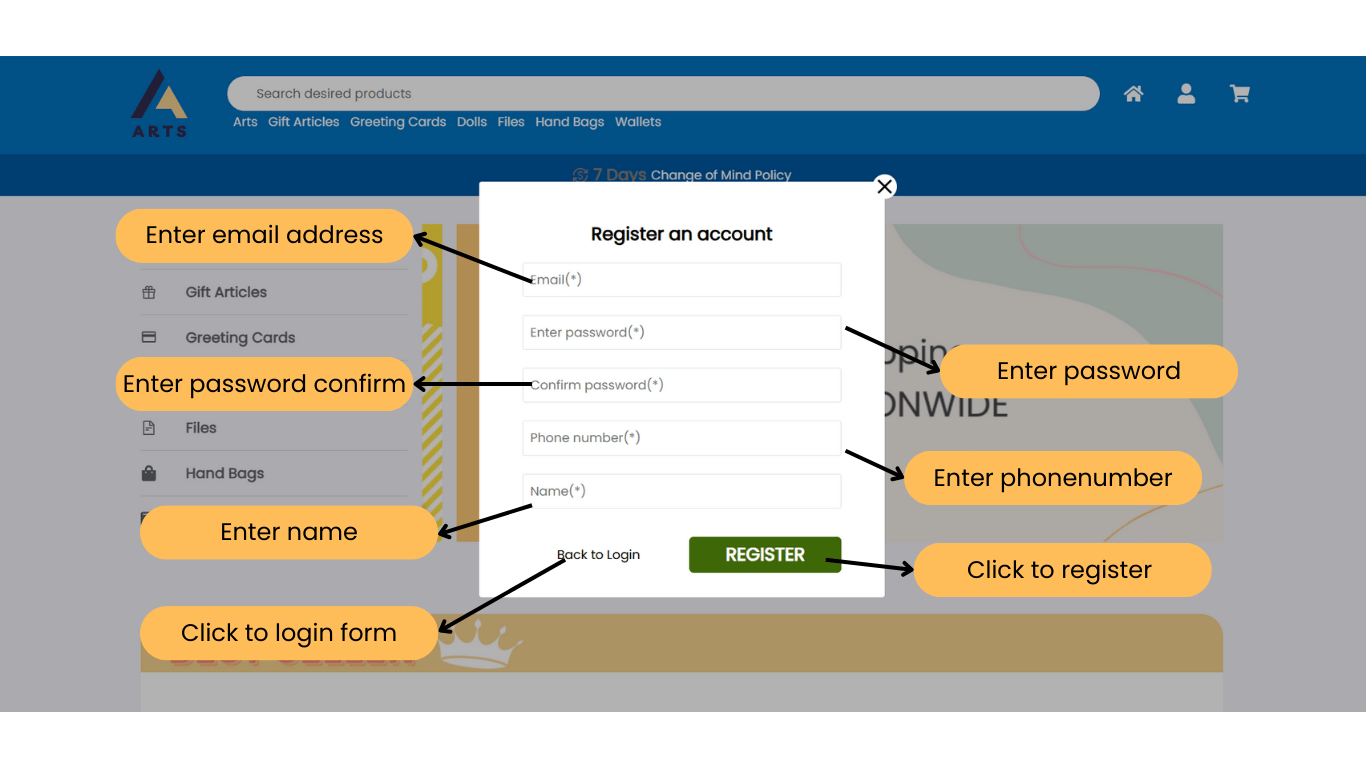 Search desired products
ARTS
Arts Gift Articles Greeting Cards Dolls Files Hand Bags Wallets
7 Days Change of Mind Policy
Register an account
Enter email address
Email(*)
Gift Articles
Enter password(*)
Greeting Cards
Enter password
Enter password confirm
Confirm password(*)
ONWIDE
Files
Phone number(*)
Hand Bags
Enter phonenumber
Name(*)
Enter name
Back to Login
REGISTER
Click to register
Click to login form